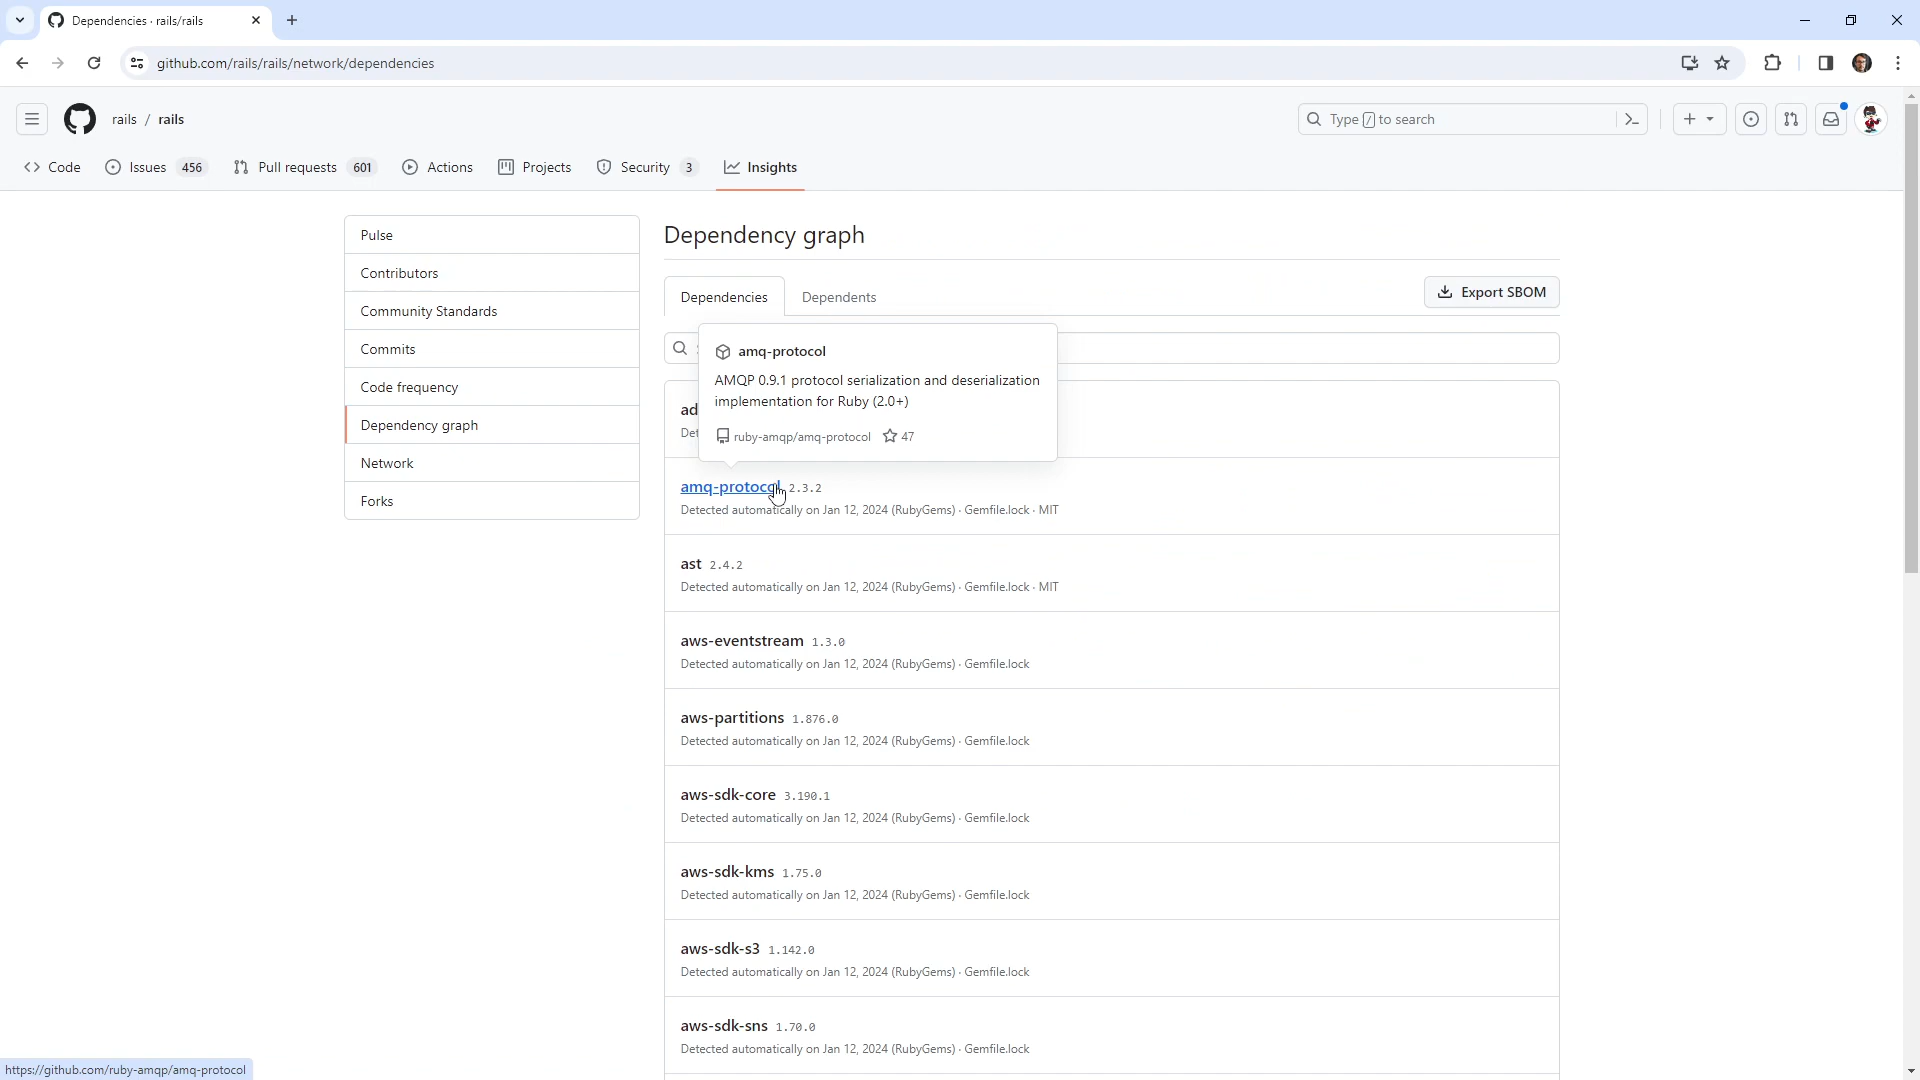 Dependencies · rails/rails
github.com/rails/rails/network/dependencies
rails / rails
Type / to search
Code
Issues 456
Pull requests 601
Actions
Projects
Security 3
Insights
Pulse
Contributors
Community Standards
Commits
Code frequency
Dependency graph
Network
Forks
Dependency graph
Dependencies
Dependents
Export SBOM
amq-protocol
AMQP 0.9.1 protocol serialization and deserialization
implementation for Ruby (2.0+)
ruby-amqp/amq-protocol 47
ad
Det
amq-protocol 2.3.2
Detected automatically on Jan 12, 2024 (RubyGems) · Gemfile.lock · MIT
ast 2.4.2
Detected automatically on Jan 12, 2024 (RubyGems) · Gemfile.lock · MIT
aws-eventstream 1.3.0
Detected automatically on Jan 12, 2024 (RubyGems) · Gemfile.lock
aws-partitions 1.876.0
Detected automatically on Jan 12, 2024 (RubyGems) · Gemfile.lock
aws-sdk-core 3.190.1
Detected automatically on Jan 12, 2024 (RubyGems) · Gemfile.lock
aws-sdk-kms 1.75.0
Detected automatically on Jan 12, 2024 (RubyGems) · Gemfile.lock
aws-sdk-s3 1.142.0
Detected automatically on Jan 12, 2024 (RubyGems) · Gemfile.lock
aws-sdk-sns 1.70.0
Detected automatically on Jan 12, 2024 (RubyGems) · Gemfile.lock
https://github.com/ruby-amqp/amq-protocol